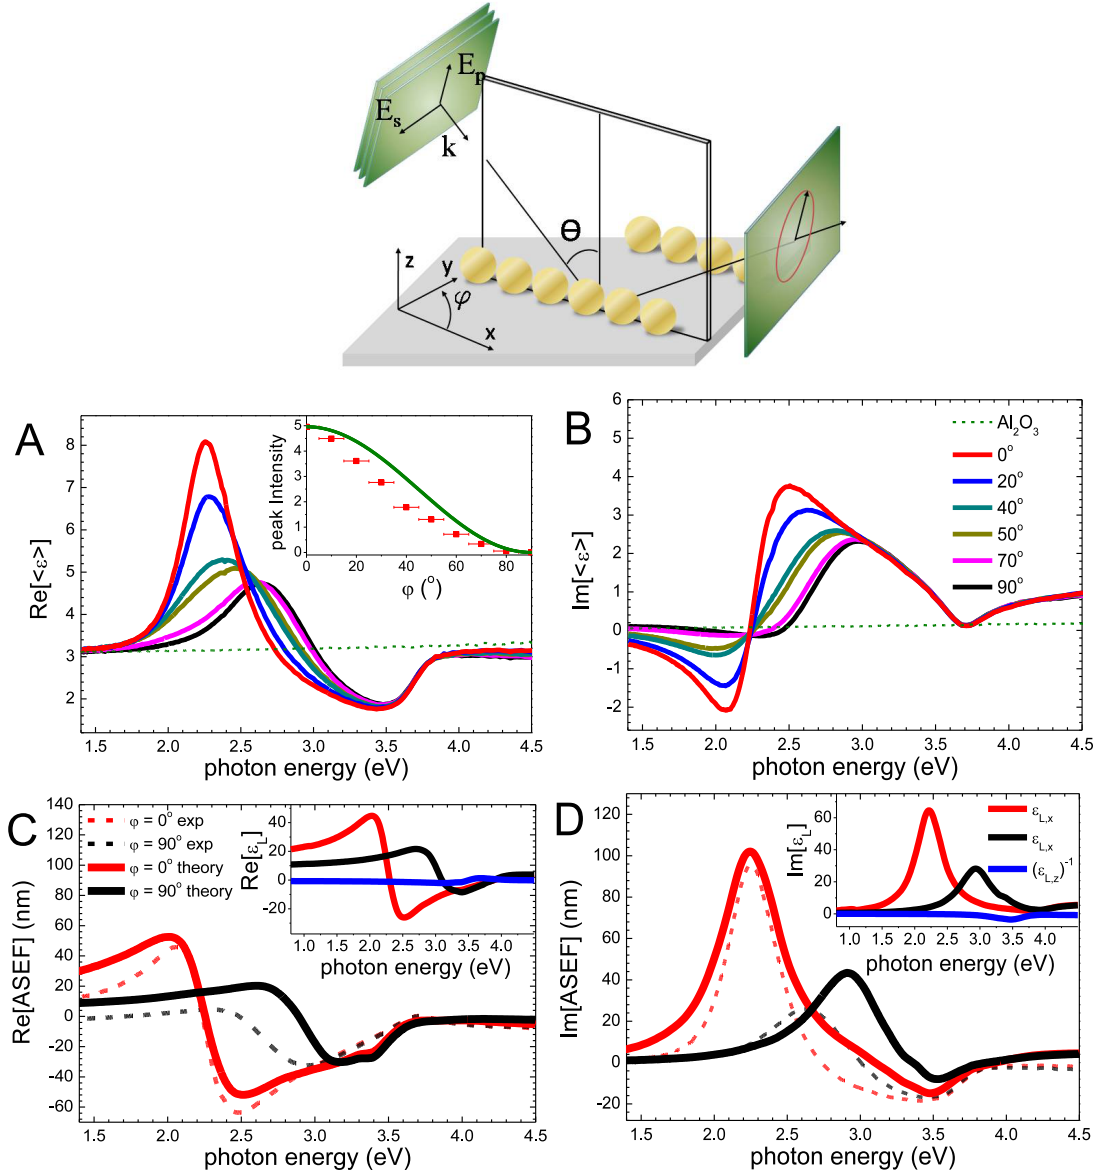 E_p
E_s
k
Θ
z
y
φ
x
A
Re[<ε>]
8
7
6
5
4
3
2
1.5 2.0 2.5 3.0 3.5 4.0 4.5
photon energy (eV)
peak Intensity
5
4
3
2
1
0
0 20 40 60 80
φ (°)
B
Im[<ε>]
6
5
4
3
2
1
0
-1
-2
1.5 2.0 2.5 3.0 3.5 4.0 4.5
photon energy (eV)
Al₂O₃
0°
20°
40°
50°
70°
90°
C
Re[ASEF] (nm)
140
120
100
80
60
40
20
0
-20
-40
-60
1.5 2.0 2.5 3.0 3.5 4.0 4.5
photon energy (eV)
φ = 0° exp
φ = 90° exp
φ = 0° theory
φ = 90° theory
Re[ε_L]
40
20
0
-20
1.0 1.5 2.0 2.5 3.0 3.5 4.0
photon energy (eV)
D
Im[ASEF] (nm)
120
100
80
60
40
20
0
-20
1.5 2.0 2.5 3.0 3.5 4.0 4.5
photon energy (eV)
Im[ε_L]
60
40
20
0
1.0 1.5 2.0 2.5 3.0 3.5 4.0
photon energy (eV)
ε_L,x
ε_L,x
(ε_L,z)⁻¹